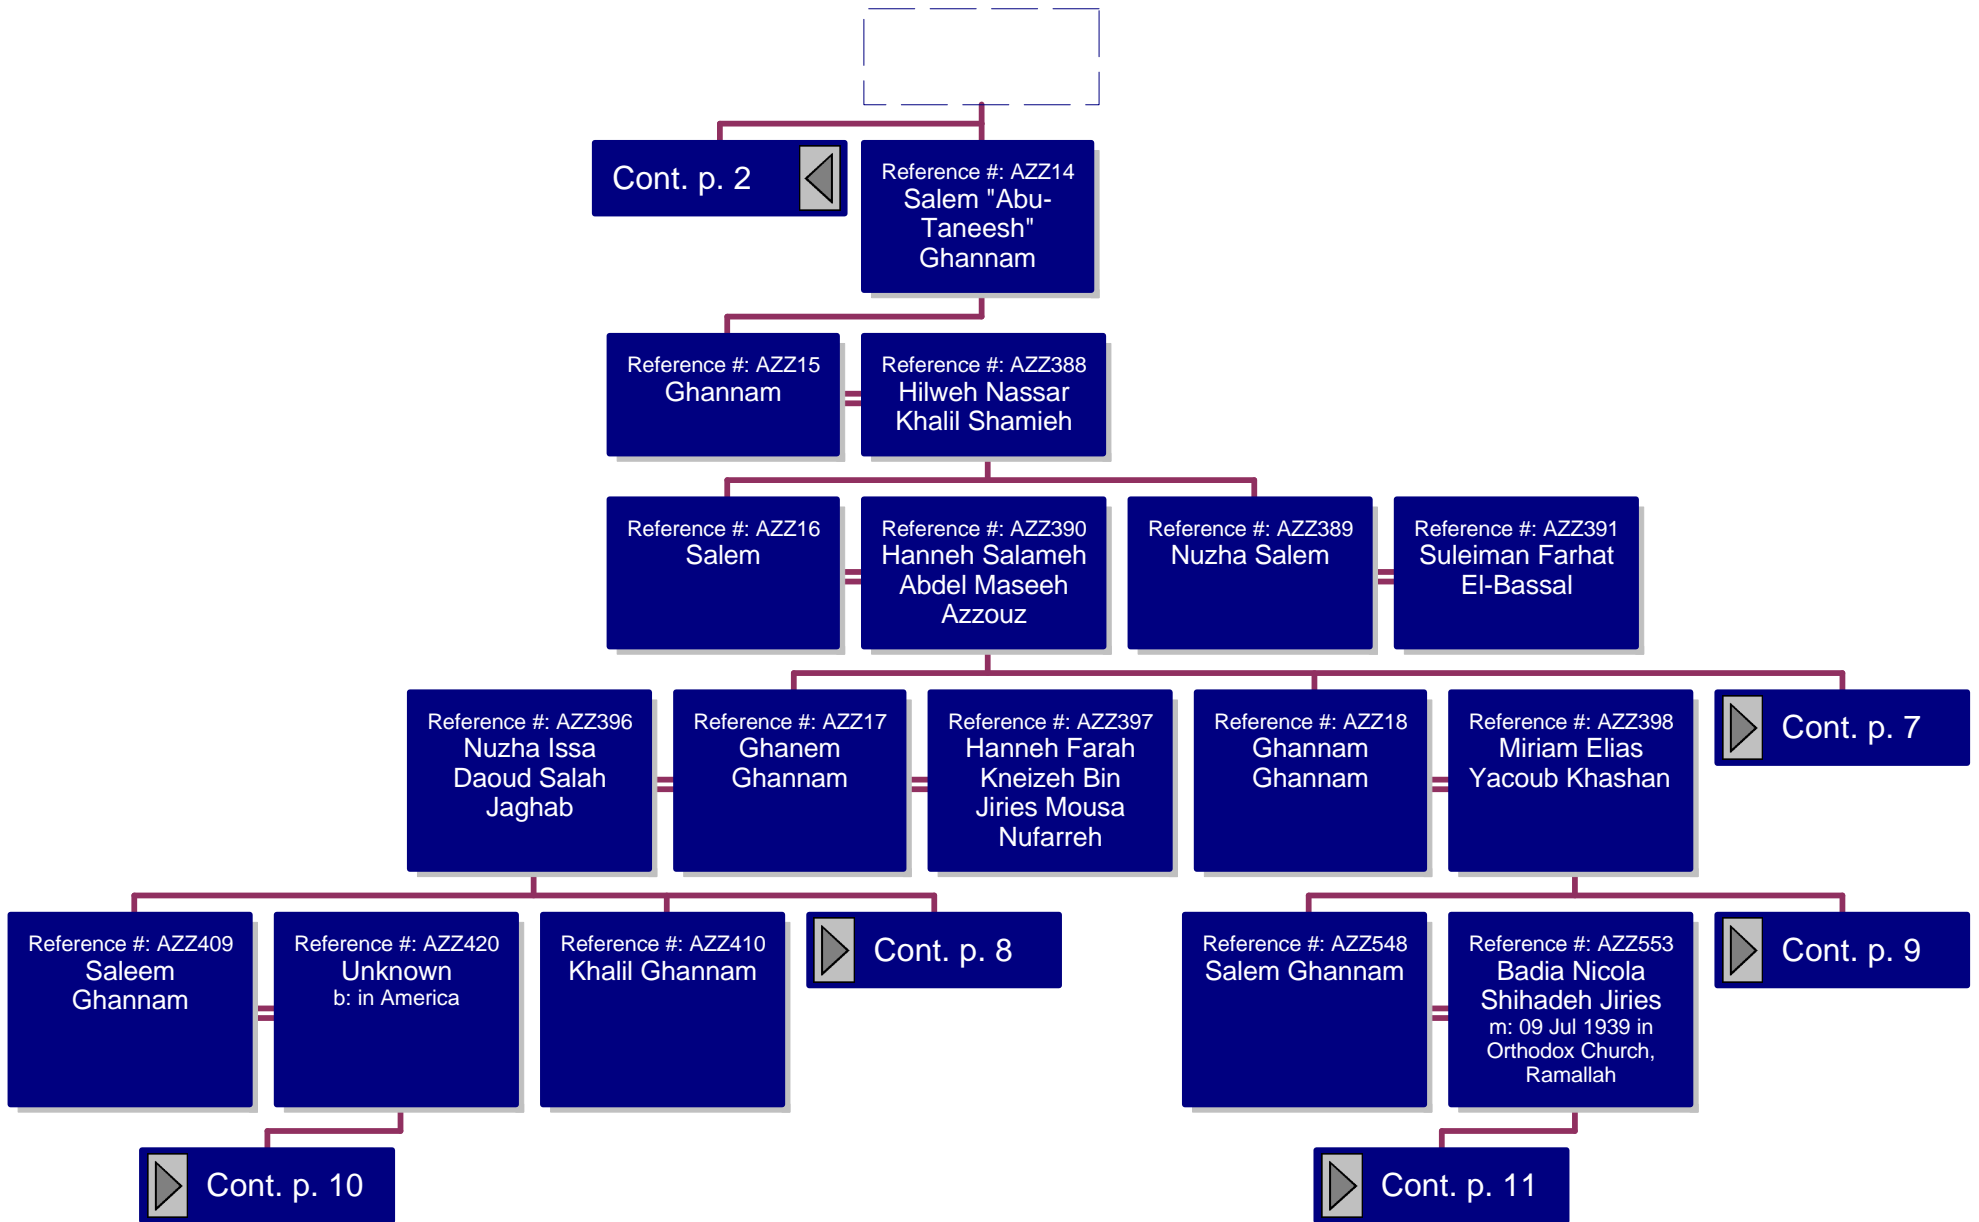 Cont. p. 2
Reference #: AZZ14
Salem "Abu-
Taneesh"
Ghannam
Reference #: AZZ15
Ghannam
Reference #: AZZ388
Hilweh Nassar
Khalil Shamieh
Reference #: AZZ16
Salem
Reference #: AZZ390
Hanneh Salameh
Abdel Maseeh
Azzouz
Reference #: AZZ389
Nuzha Salem
Reference #: AZZ391
Suleiman Farhat
El-Bassal
Reference #: AZZ396
Nuzha Issa
Daoud Salah
Jaghab
Reference #: AZZ17
Ghanem
Ghannam
Reference #: AZZ397
Hanneh Farah
Kneizeh Bin
Jiries Mousa
Nufarreh
Reference #: AZZ18
Ghannam
Ghannam
Reference #: AZZ398
Miriam Elias
Yacoub Khashan
Cont. p. 7
Reference #: AZZ409
Saleem
Ghannam
Reference #: AZZ420
Unknown
b: in America
Reference #: AZZ410
Khalil Ghannam
Cont. p. 8
Reference #: AZZ548
Salem Ghannam
Reference #: AZZ553
Badia Nicola
Shihadeh Jiries
m: 09 Jul 1939 in
Orthodox Church,
Ramallah
Cont. p. 9
Cont. p. 10
Cont. p. 11